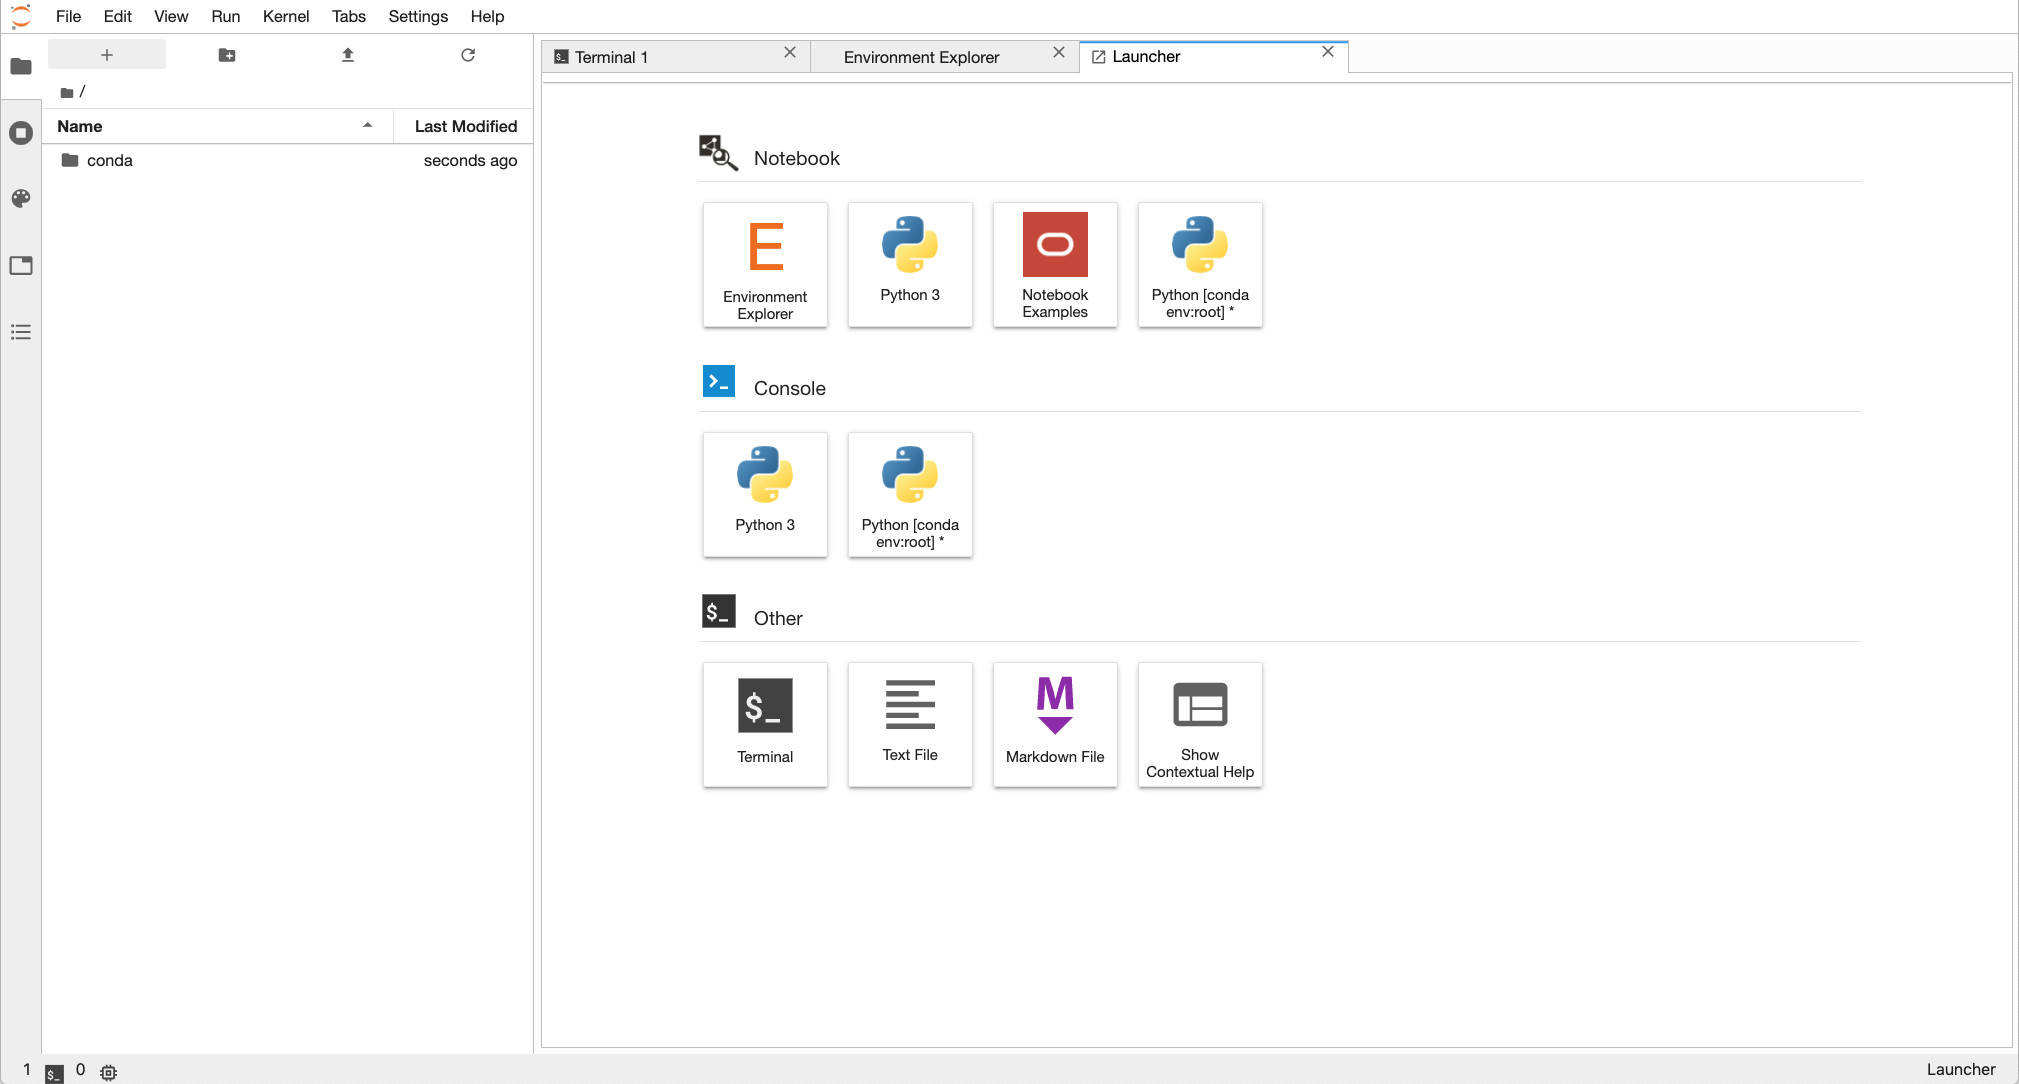 File Edit View Run Kernel Tabs Settings Help
/
Name Last Modified
conda seconds ago
$_ Terminal 1 Environment Explorer Launcher
Notebook
E
Environment
Explorer
Python 3
Notebook
Examples
Python [conda
env:root] *
>_ Console
Python 3
Python [conda
env:root] *
$_ Other
$_
Terminal
Text File
M
Markdown File
Show
Contextual Help
1 $_ 0 Launcher